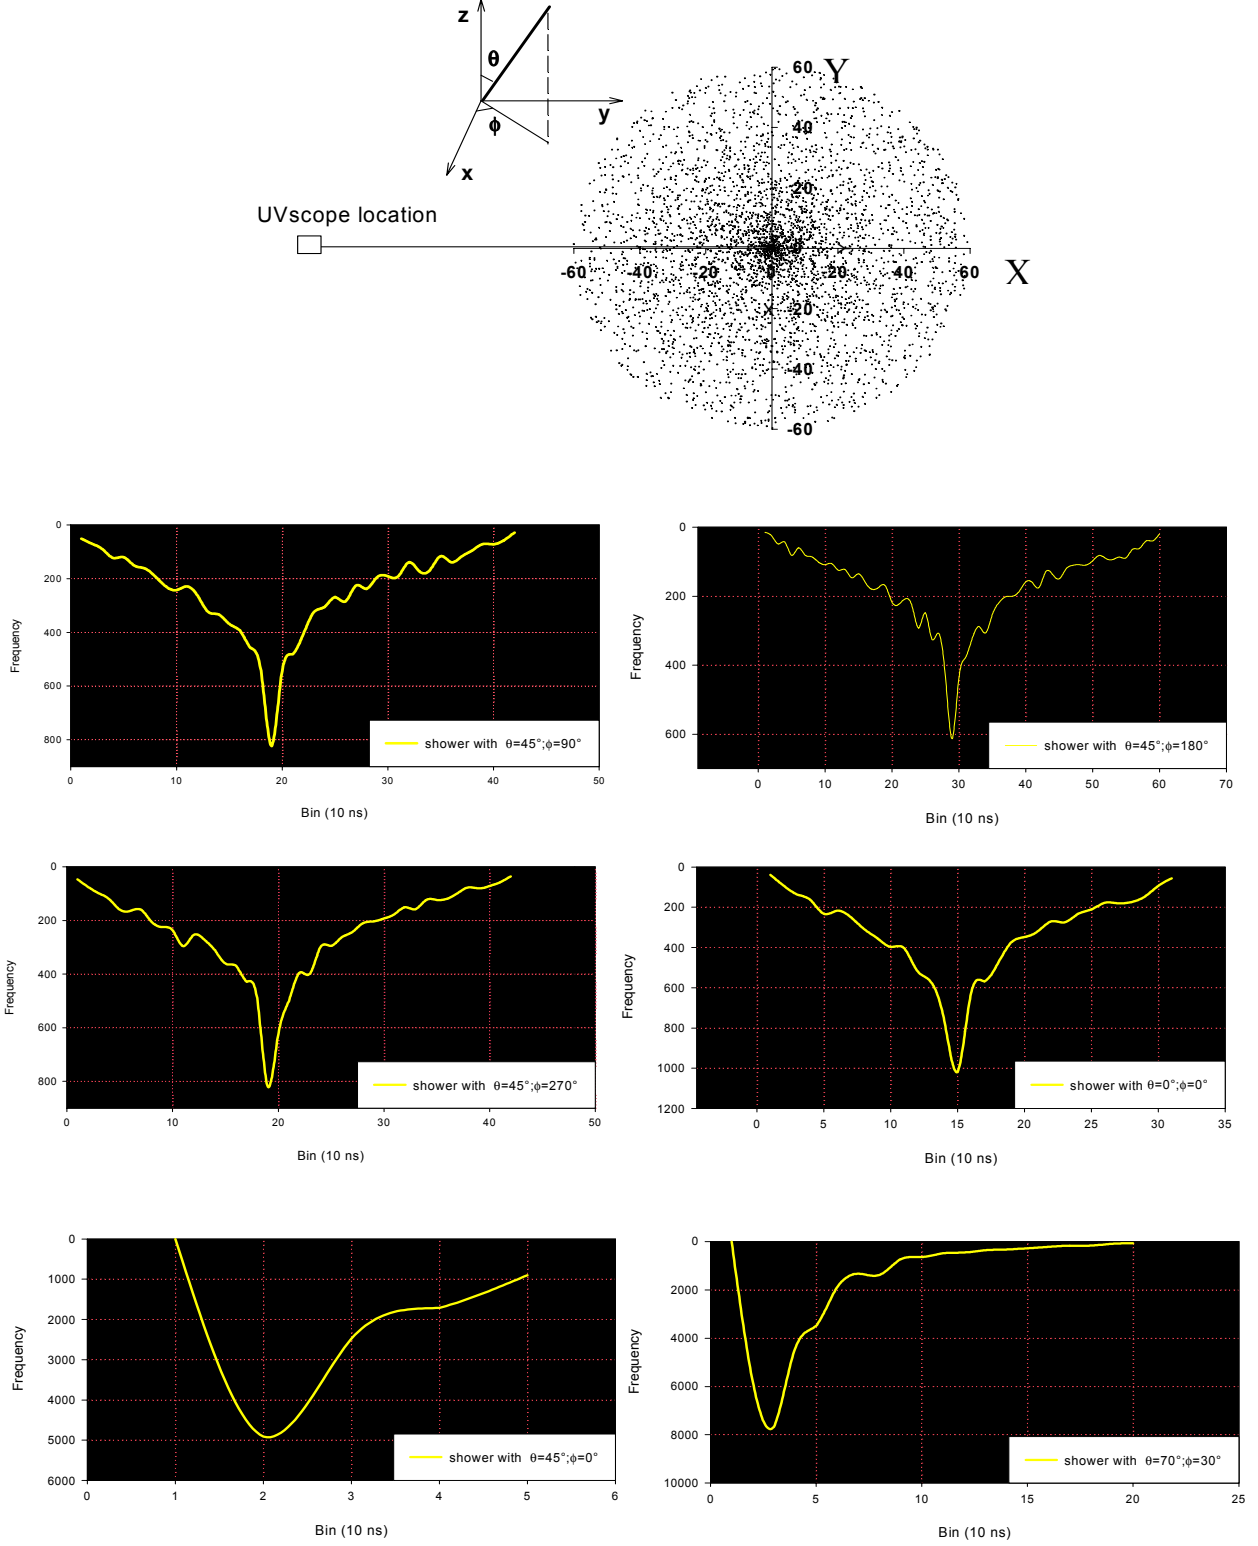 z
θ
y
ϕ
x
UVscope location
60 Y
40
20
0
-60 -40 -20 0 20 40 60
X
-20
-40
-60
0
200
400
600
800
Frequency
shower with θ=45°;ϕ=90°
0 10 20 30 40 50
Bin (10 ns)
0
200
400
600
Frequency
shower with θ=45°;ϕ=180°
0 10 20 30 40 50 60 70
Bin (10 ns)
0
200
400
600
800
Frequency
shower with θ=45°;ϕ=270°
0 10 20 30 40 50
Bin (10 ns)
0
200
400
600
800
1000
1200
Frequency
shower with θ=0°;ϕ=0°
0 5 10 15 20 25 30 35
Bin (10 ns)
0
1000
2000
3000
4000
5000
6000
Frequency
shower with θ=45°;ϕ=0°
0 1 2 3 4 5 6
Bin (10 ns)
0
2000
4000
6000
8000
10000
Frequency
shower with θ=70°;ϕ=30°
0 5 10 15 20 25
Bin (10 ns)